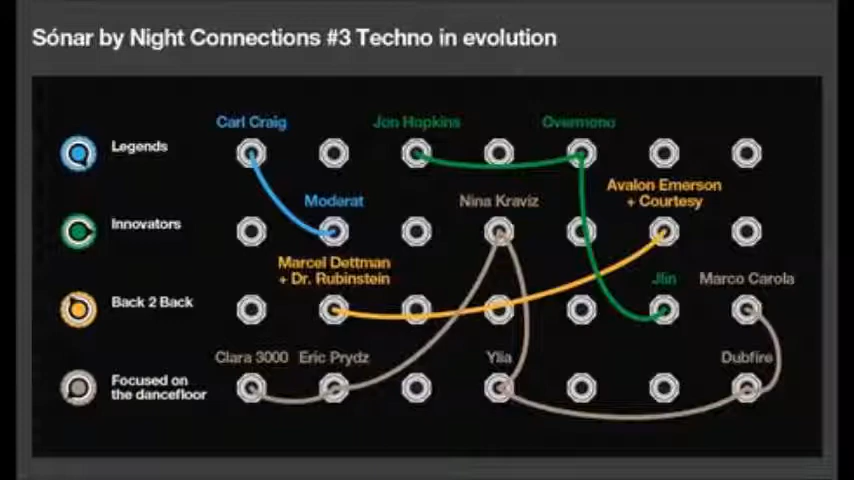 Sónar by Night Connections #3 Techno in evolution
Carl Craig
Jon Hopkins
Overmono
Legends
Avalon Emerson
+ Courtesy
Moderat
Nina Kraviz
Innovators
Marcel Dettman
+ Dr. Rubinstein
Jlin
Marco Carola
Back 2 Back
Clara 3000
Eric Prydz
Ylia
Dubfire
Focused on
the dancefloor